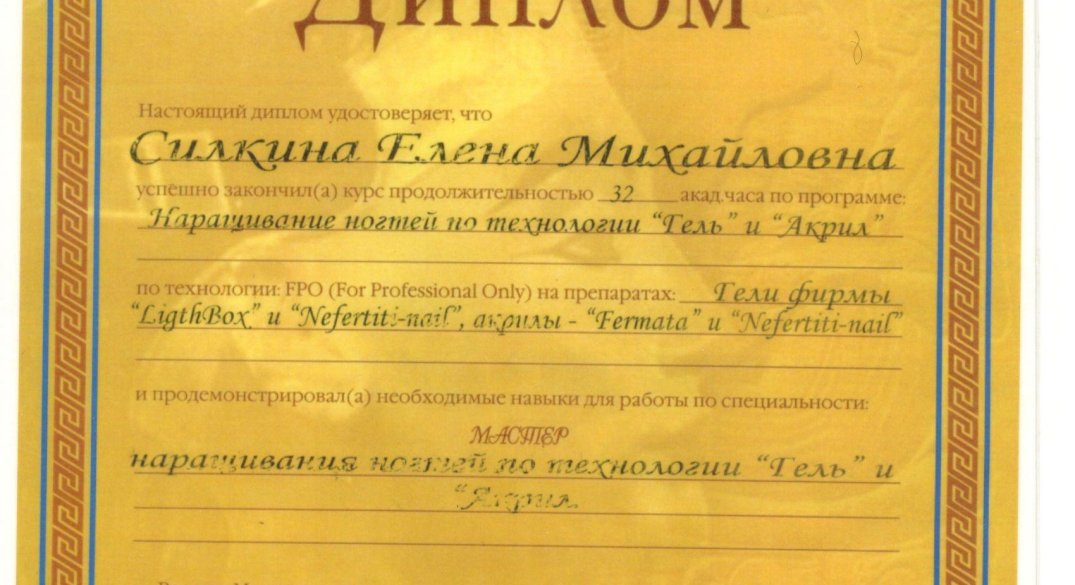 ДИПЛОМ
Настоящий диплом удостоверяет, что
Силкина Елена Михайловна
успешно закончил(а) курс продолжительностью 32 акад.часа по программе:
Наращивание ногтей по технологии “Гель” и “Акрил”
по технологии: FPO (For Professional Only) на препаратах: Гели фирмы
“LigthBox” и “Nefertiti-nail”, акрилы - “Fermata” и “Nefertiti-nail”
и продемонстрировал(а) необходимые навыки для работы по специальности:
МАСТЕР
наращивания ногтей по технологии “Гель” и
“Акрил.